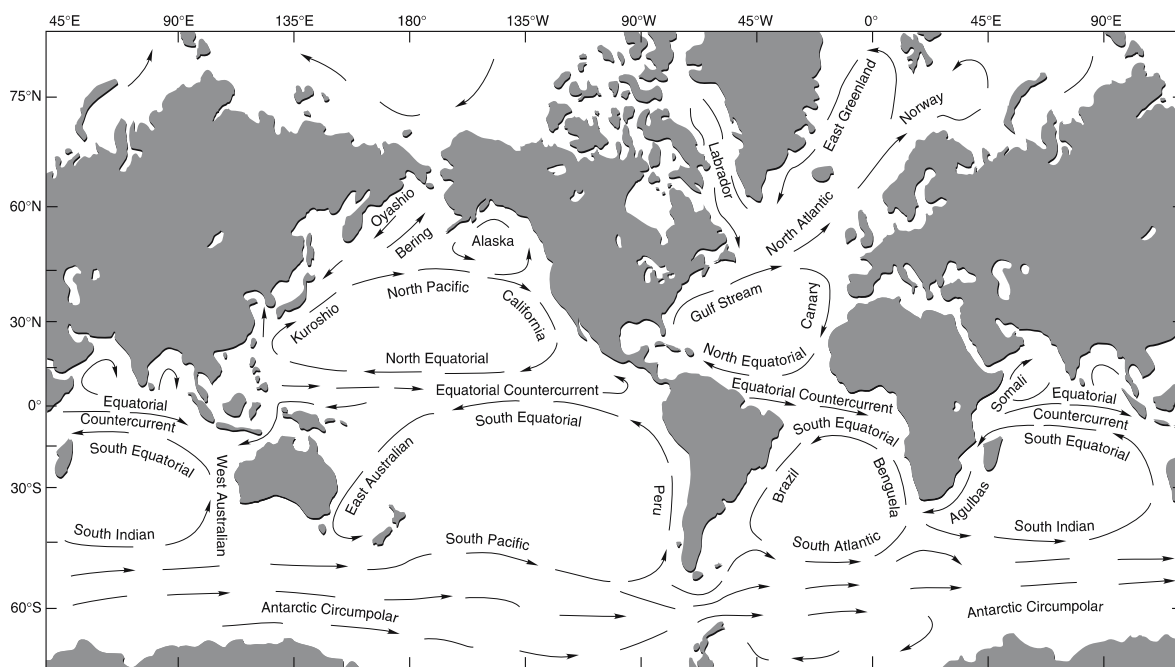 45°E 90°E 135°E 180° 135°W 90°W 45°W 0° 45°E 90°E
75°N
East Greenland
Norway
Labrador
60°N
Oyashio
Bering
Alaska
North Atlantic
North Pacific
Gulf Stream
Canary
30°N
Kuroshio
California
North Equatorial
North Equatorial
Equatorial Countercurrent
Equatorial Countercurrent
Somali
0°
Equatorial
Countercurrent
South Equatorial
South Equatorial
South Equatorial
Equatorial
Countercurrent
South Equatorial
West Australian
East Australian
30°S
Peru
Brazil
Benguela
Agulbas
South Indian
South Pacific
South Atlantic
South Indian
60°S
Antarctic Circumpolar
Antarctic Circumpolar